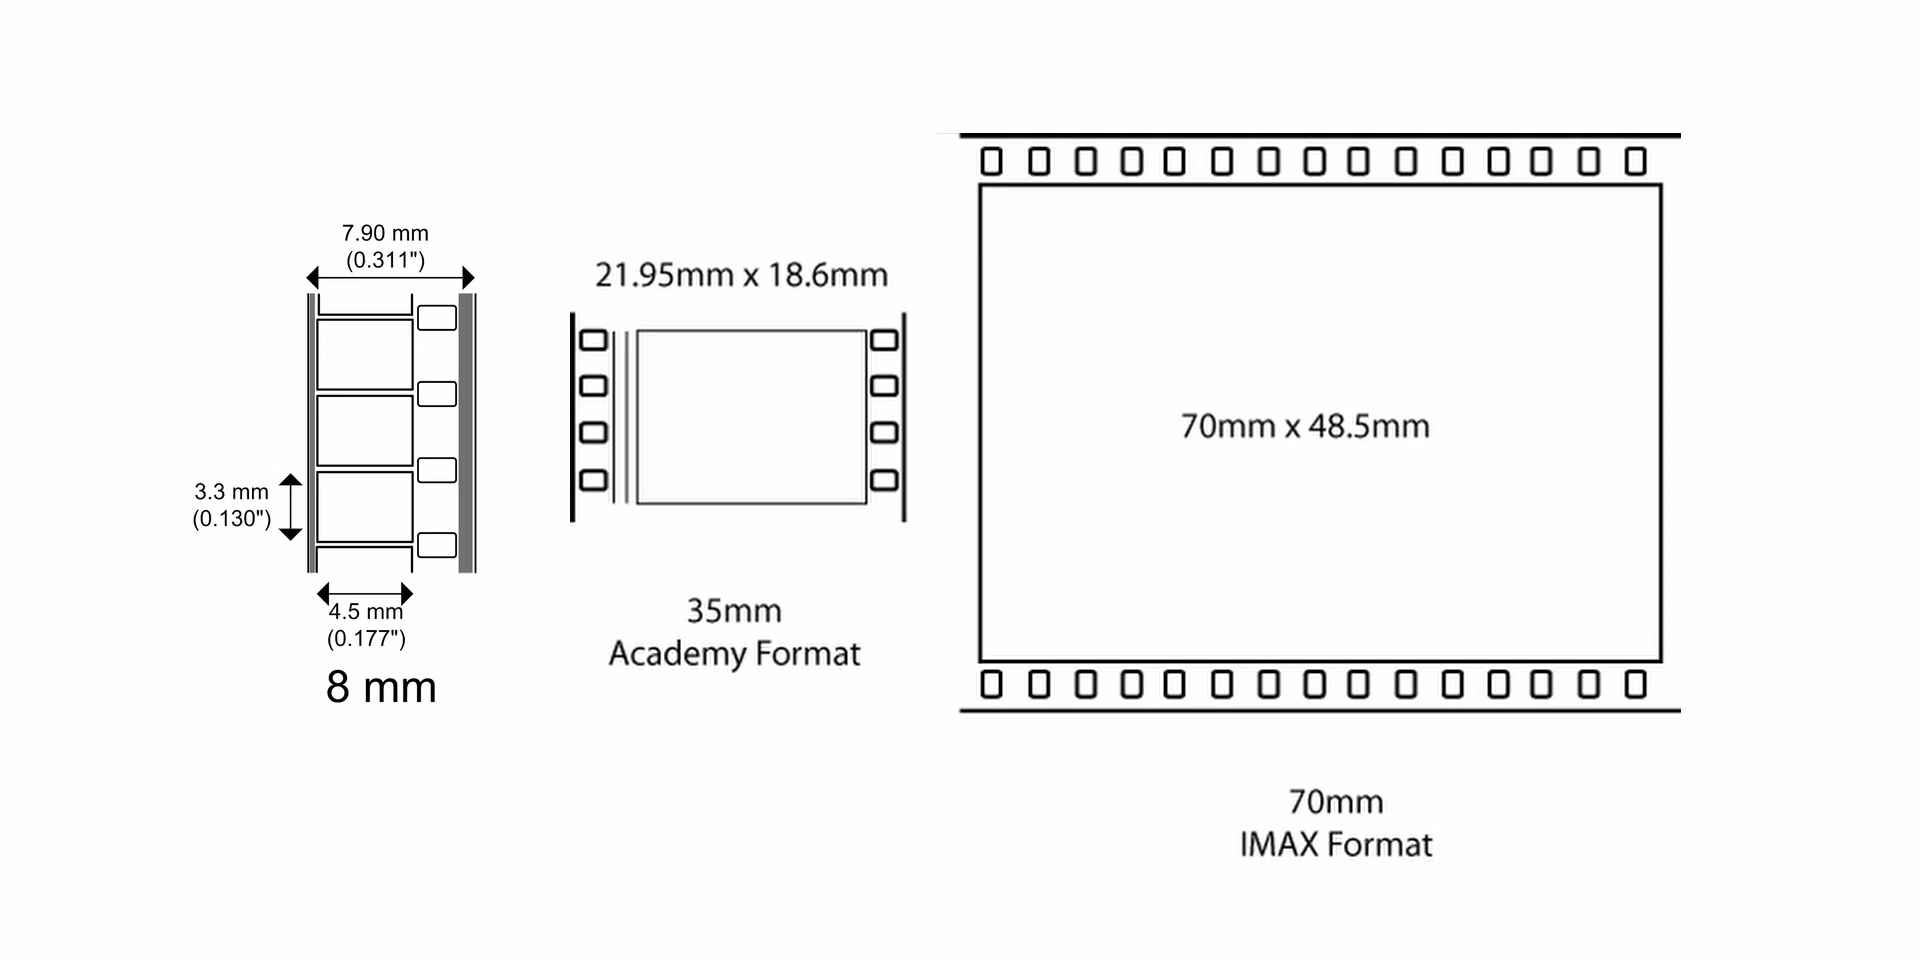 7.90 mm
(0.311")
3.3 mm
(0.130")
4.5 mm
(0.177")
8 mm
21.95mm x 18.6mm
35mm
Academy Format
70mm x 48.5mm
70mm
IMAX Format